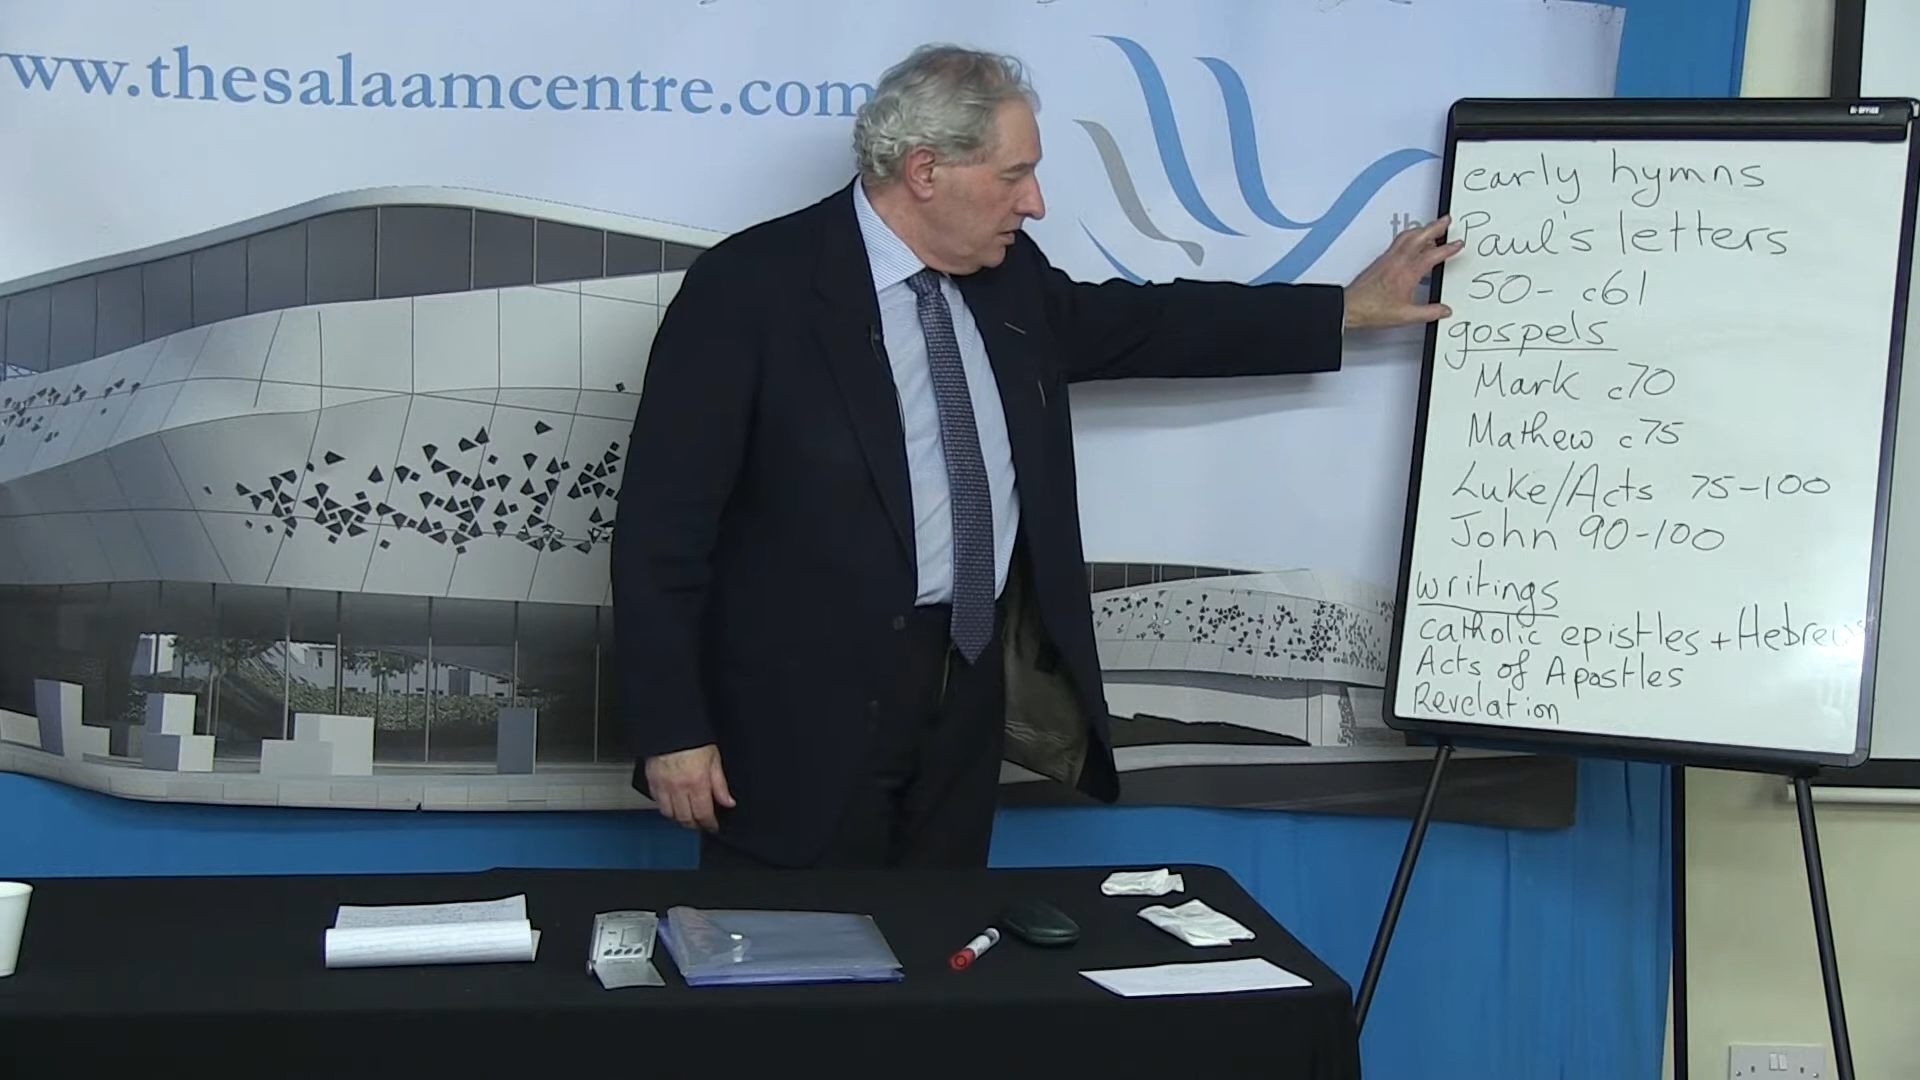 www.thesalaamcentre.com
early hymns
Paul's letters
50- c61
gospels
Mark c70
Mathew c75
Luke/Acts 75-100
John 90-100
writings
catholic epistles + Hebrews
Acts of Apostles
Revelation